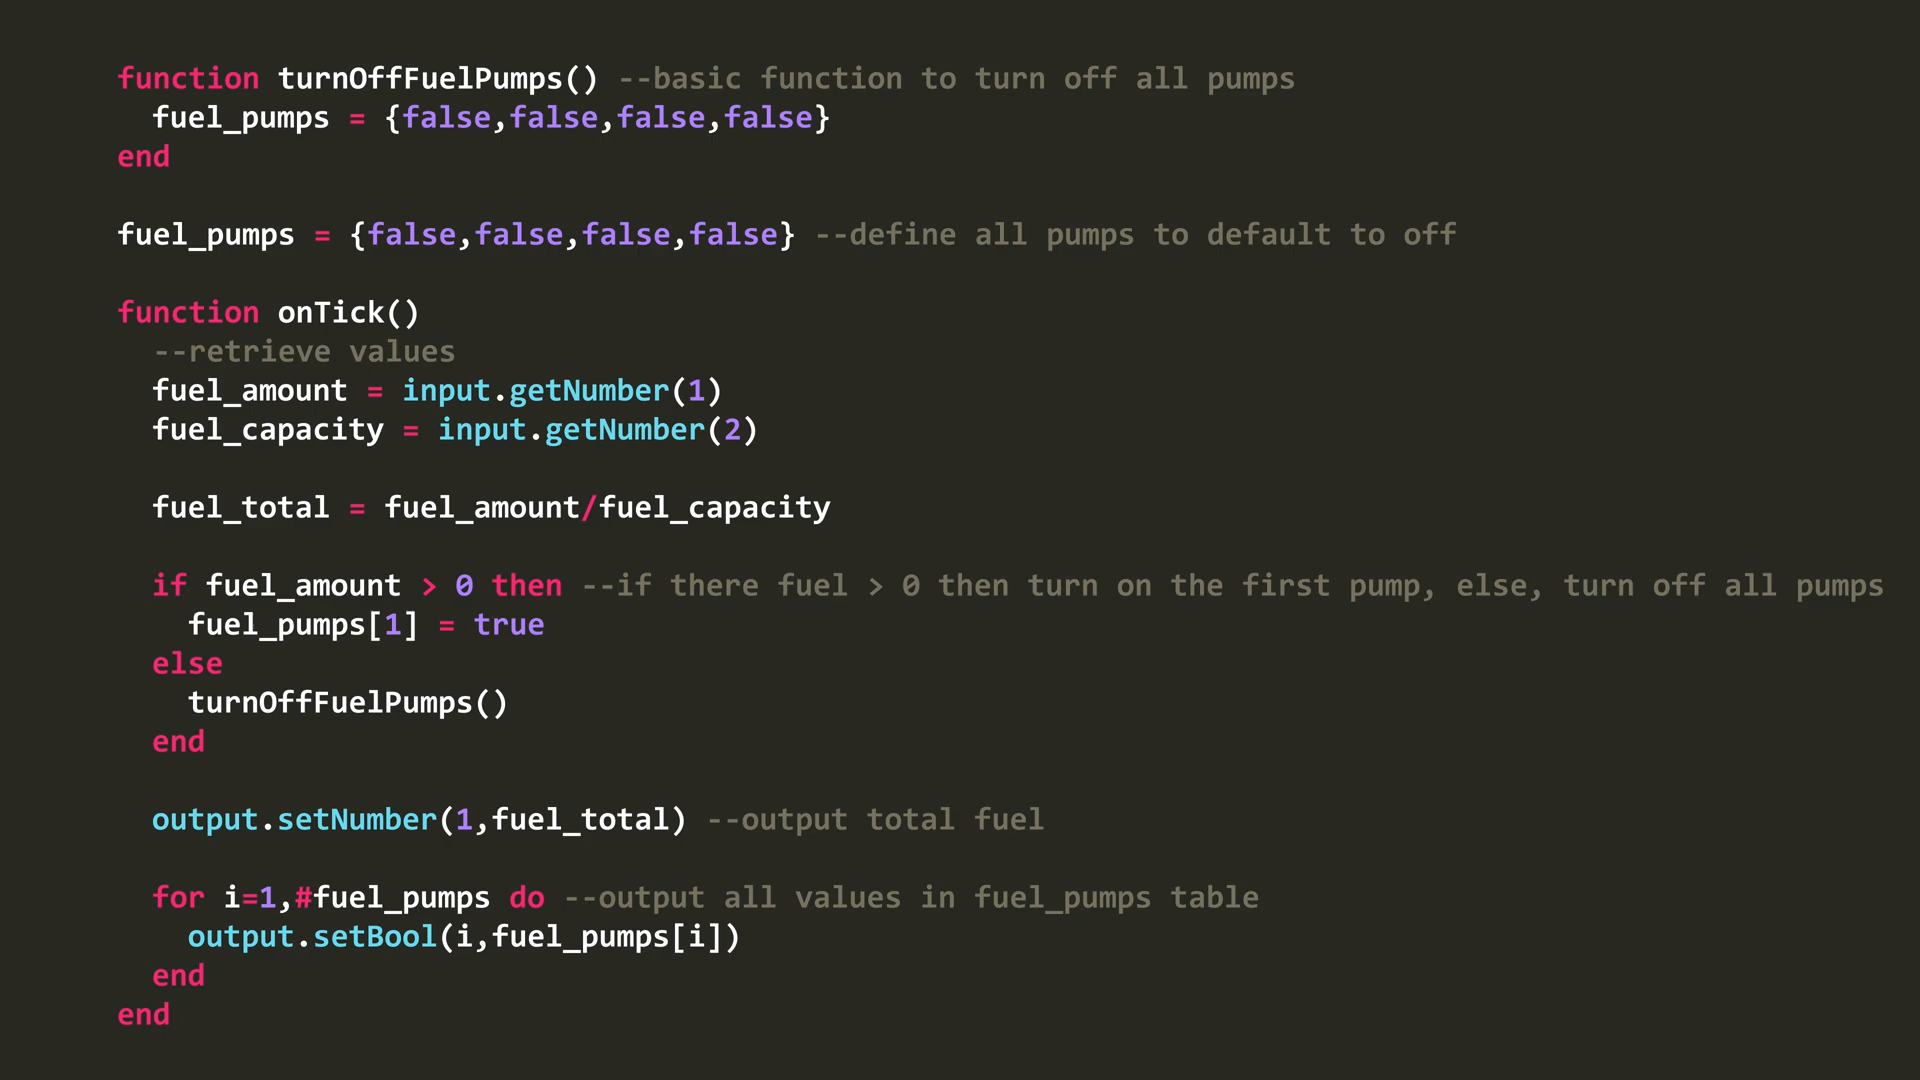 function turnOffFuelPumps() --basic function to turn off all pumps
  fuel_pumps = {false,false,false,false}
end

fuel_pumps = {false,false,false,false} --define all pumps to default to off

function onTick()
  --retrieve values
  fuel_amount = input.getNumber(1)
  fuel_capacity = input.getNumber(2)

  fuel_total = fuel_amount/fuel_capacity

  if fuel_amount > 0 then --if there fuel > 0 then turn on the first pump, else, turn off all pumps
    fuel_pumps[1] = true
  else
    turnOffFuelPumps()
  end

  output.setNumber(1,fuel_total) --output total fuel

  for i=1,#fuel_pumps do --output all values in fuel_pumps table
    output.setBool(i,fuel_pumps[i])
  end
end